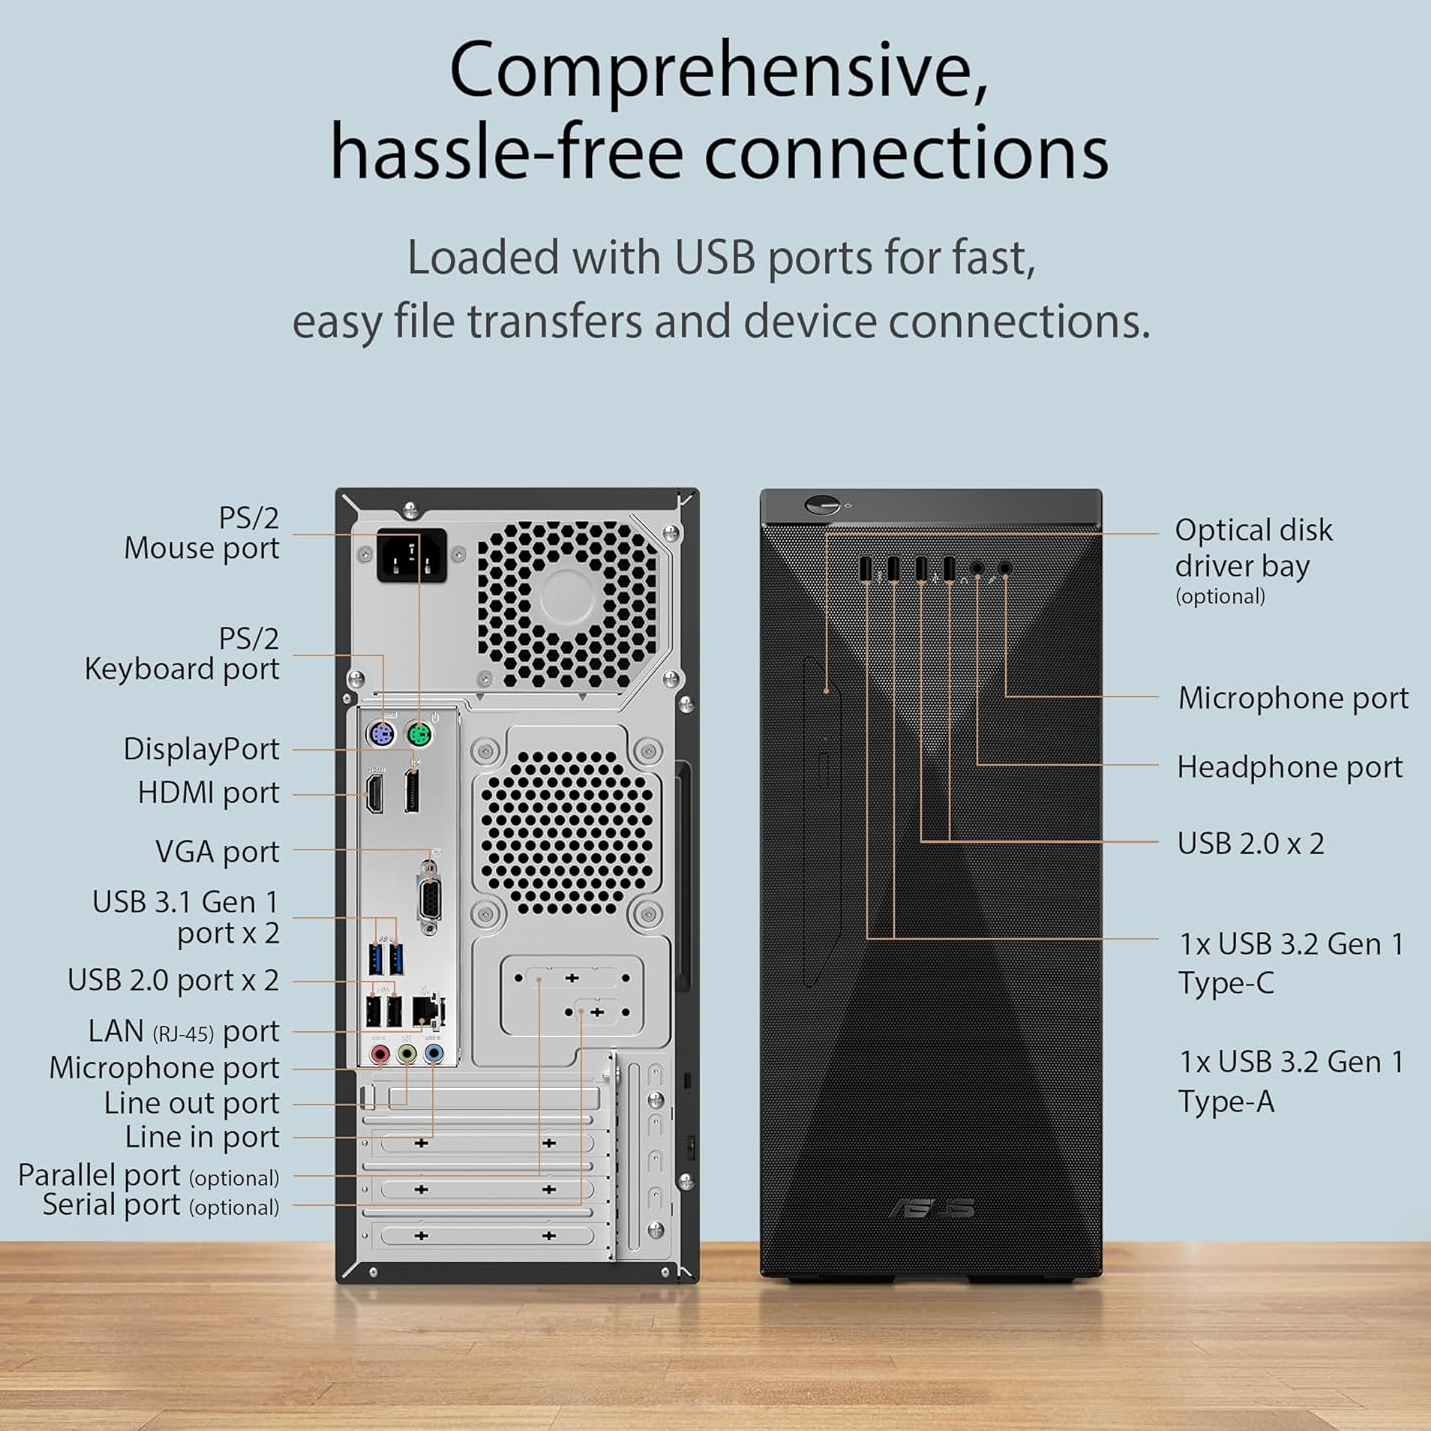 Comprehensive,
hassle-free connections
Loaded with USB ports for fast,
easy file transfers and device connections.
PS/2
Mouse port
PS/2
Keyboard port
DisplayPort
HDMI port
VGA port
USB 3.1 Gen 1
port x 2
USB 2.0 port x 2
LAN (RJ-45) port
Microphone port
Line out port
Line in port
Parallel port (optional)
Serial port (optional)
Optical disk
driver bay
(optional)
Microphone port
Headphone port
USB 2.0 x 2
1x USB 3.2 Gen 1
Type-C
1x USB 3.2 Gen 1
Type-A
ASUS